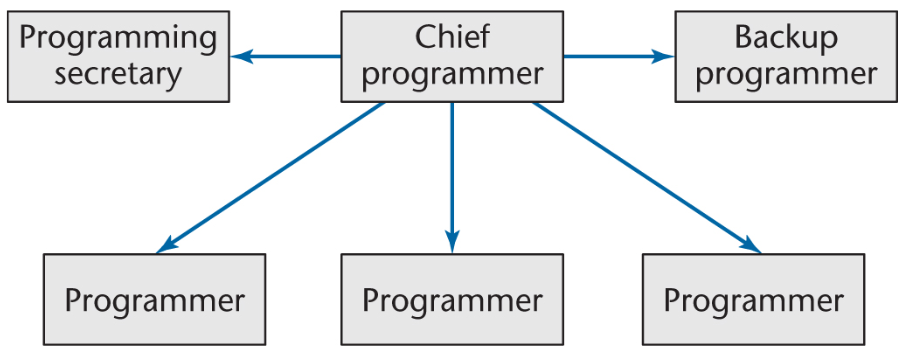 Programming
secretary
Chief
programmer
Backup
programmer
Programmer
Programmer
Programmer